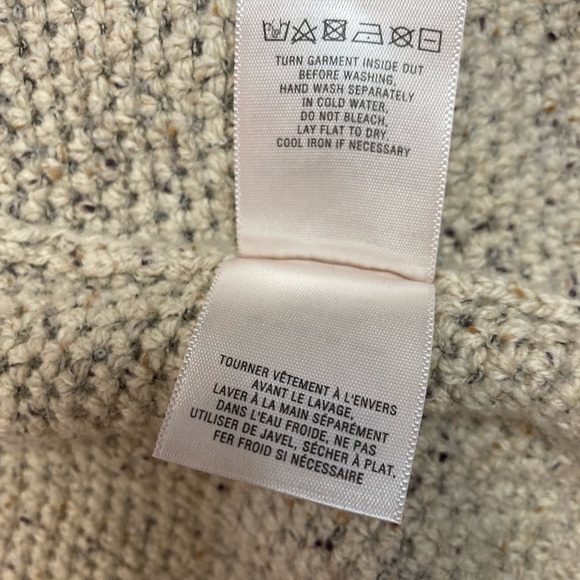 TURN GARMENT INSIDE OUT
BEFORE WASHING.
HAND WASH SEPARATELY
IN COLD WATER.
DO NOT BLEACH.
LAY FLAT TO DRY.
COOL IRON IF NECESSARY
TOURNER VÊTEMENT À L'ENVERS
AVANT LE LAVAGE.
LAVER À LA MAIN SÉPARÉMENT
DANS L'EAU FROIDE, NE PAS
UTILISER DE JAVEL, SÉCHER À PLAT.
FER FROID SI NÉCESSAIRE